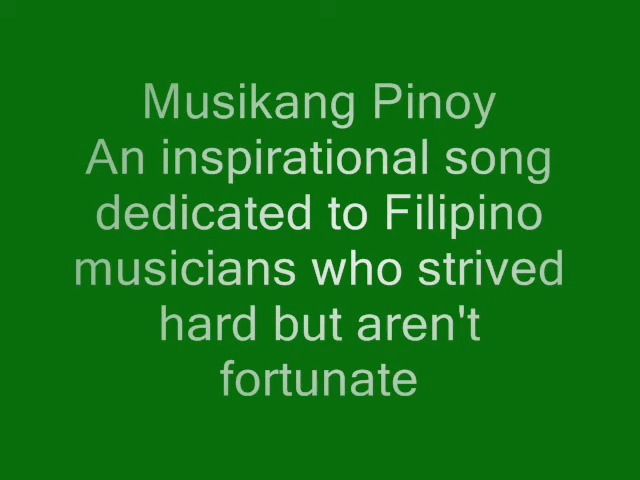 Musikang Pinoy
An inspirational song
dedicated to Filipino
musicians who strived
hard but aren't
fortunate